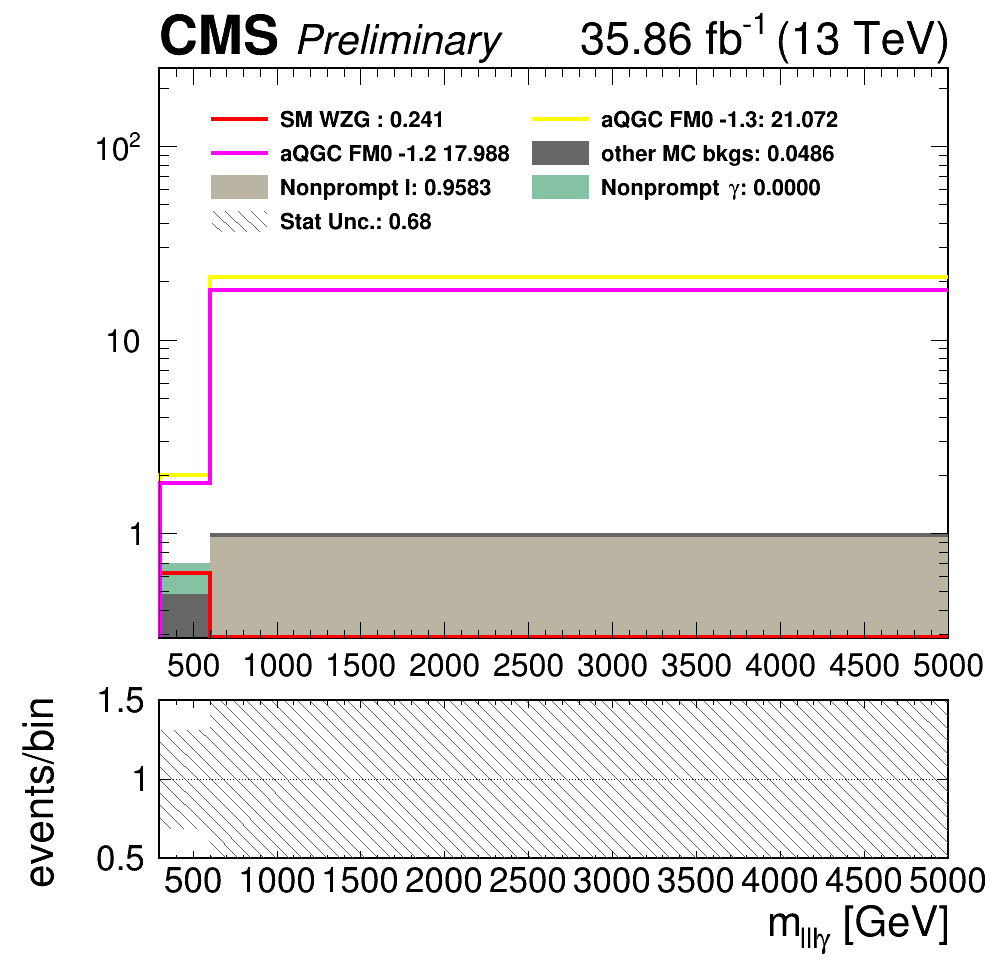 CMS Preliminary 35.86 fb-1 (13 TeV)
SM WZG : 0.241
aQGC FM0 -1.3: 21.072
aQGC FM0 -1.2 17.988
other MC bkgs: 0.0486
Nonprompt l: 0.9583
Nonprompt γ: 0.0000
Stat Unc.: 0.68
10²
10
1
500 1000 1500 2000 2500 3000 3500 4000 4500 5000
events/bin
1.5
1
0.5
500 1000 1500 2000 2500 3000 3500 4000 4500 5000
mlllγ [GeV]